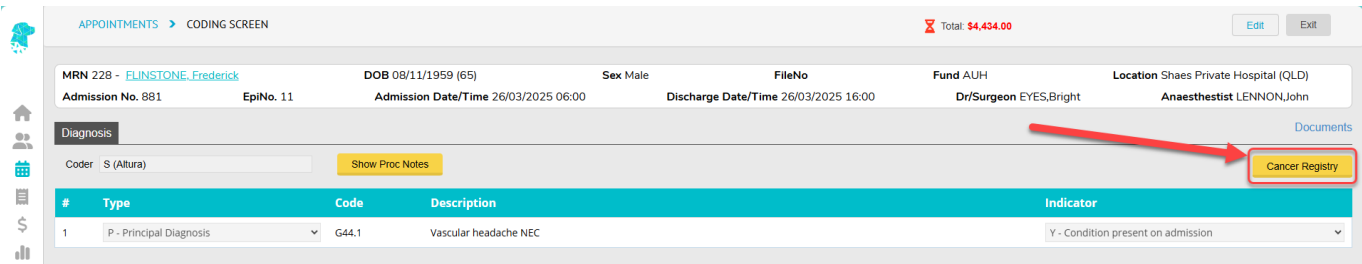 APPOINTMENTS > CODING SCREEN Total: $4,434.00 Edit Exit
MRN 228 - FLINSTONE, Frederick DOB 08/11/1959 (65) Sex Male FileNo Fund AUH Location Shaes Private Hospital (QLD)
Admission No. 881 EpiNo. 11 Admission Date/Time 26/03/2025 06:00 Discharge Date/Time 26/03/2025 16:00 Dr/Surgeon EYES,Bright Anaesthestist LENNON,John
Diagnosis Documents
Coder S (Altura) Show Proc Notes Cancer Registry
# Type Code Description Indicator
1 P - Principal Diagnosis G44.1 Vascular headache NEC Y - Condition present on admission